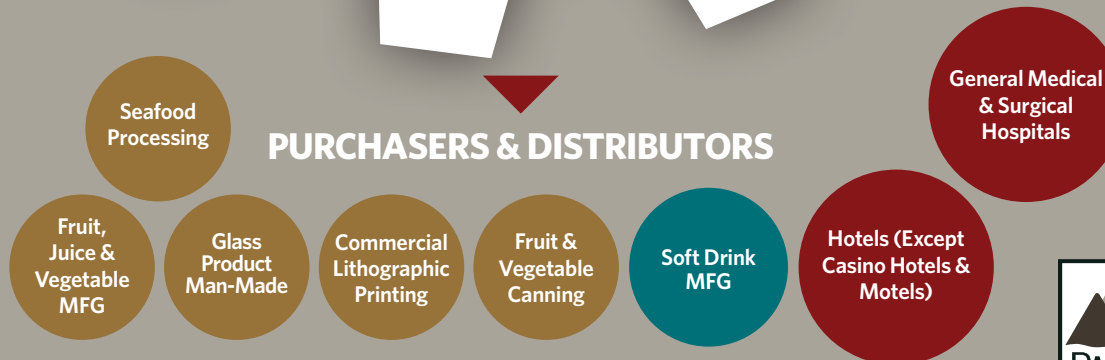 General Medical
& Surgical
Hospitals
Seafood
Processing
PURCHASERS & DISTRIBUTORS
Fruit,
Juice &
Vegetable
MFG
Glass
Product
Man-Made
Commercial
Lithographic
Printing
Fruit &
Vegetable
Canning
Soft Drink
MFG
Hotels (Except
Casino Hotels &
Motels)